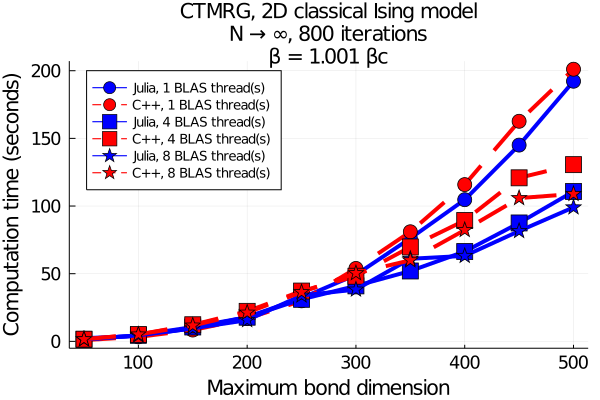 CTMRG, 2D classical Ising model
N → ∞, 800 iterations
β = 1.001 βc
Computation time (seconds)
200
150
100
50
0
Julia, 1 BLAS thread(s)
C++, 1 BLAS thread(s)
Julia, 4 BLAS thread(s)
C++, 4 BLAS thread(s)
Julia, 8 BLAS thread(s)
C++, 8 BLAS thread(s)
100
200
300
400
500
Maximum bond dimension